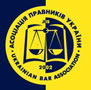 АСОЦІАЦІЯ ПРАВНИКІВ УКРАЇНИ
2002
UKRAINIAN BAR ASSOCIATION